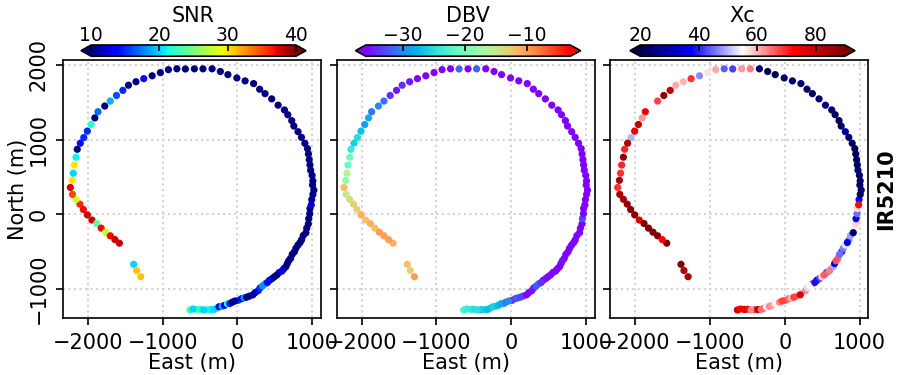 SNR DBV Xc
10 20 30 40 −30 −20 −10 20 40 60 80
2000
1000
0
−1000
North (m)
IR5210
−2000 −1000 0 1000 −2000 −1000 0 1000 −2000 −1000 0 1000
East (m) East (m) East (m)